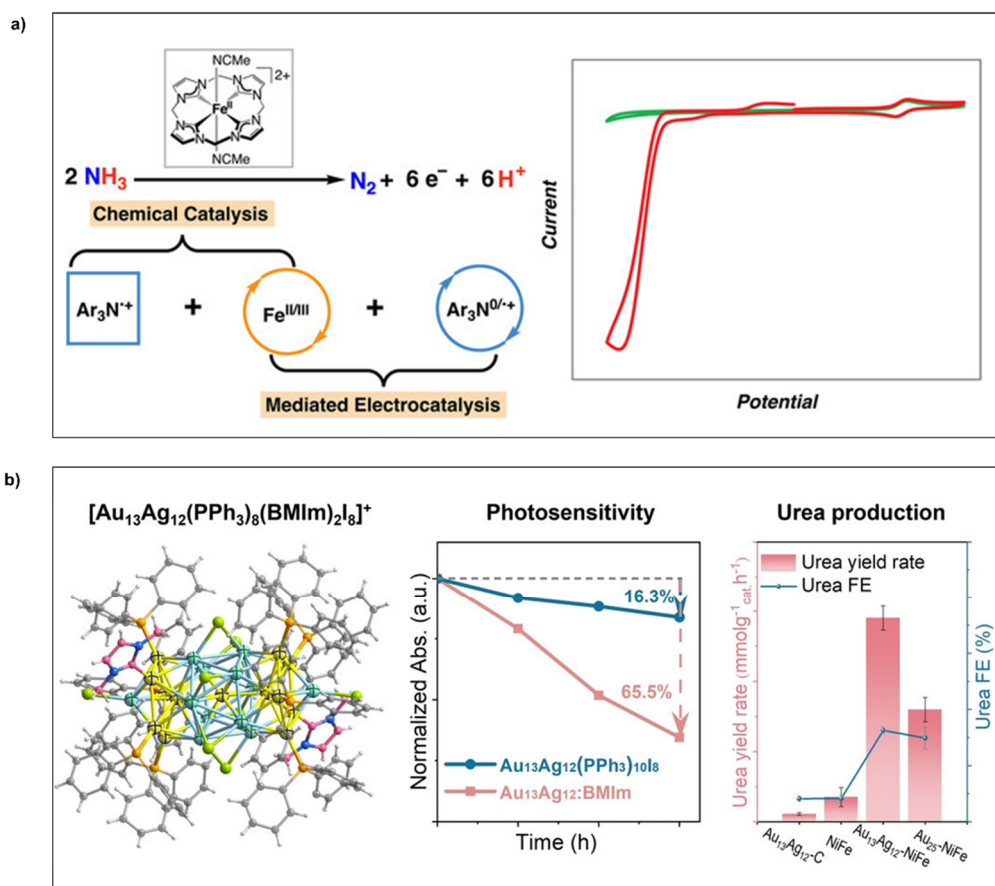 a)
NCMe
2+
N N N N
Fe^II
N N N N
NCMe
2 NH₃ N₂ + 6 e⁻ + 6 H⁺
Chemical Catalysis
Ar₃N•⁺ + Fe^II/III + Ar₃N⁰/•⁺
Mediated Electrocatalysis
Current
Potential
b)
[Au₁₃Ag₁₂(PPh₃)₈(BMIm)₂I₈]⁺
Photosensitivity
Normalized Abs. (a.u.)
16.3%
65.5%
Au₁₃Ag₁₂(PPh₃)₁₀I₈
Au₁₃Ag₁₂:BMIm
Time (h)
Urea production
Urea yield rate
Urea FE
Urea yield rate (mmolg⁻¹cat.h⁻¹)
Urea FE (%)
Au₁₃Ag₁₂-C
NiFe
Au₁₃Ag₁₂-NiFe
Au₂₅-NiFe